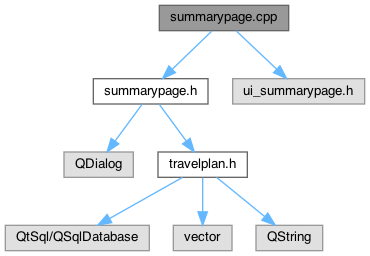 summarypage.cpp
summarypage.h
ui_summarypage.h
QDialog
travelplan.h
QtSql/QSqlDatabase
vector
QString